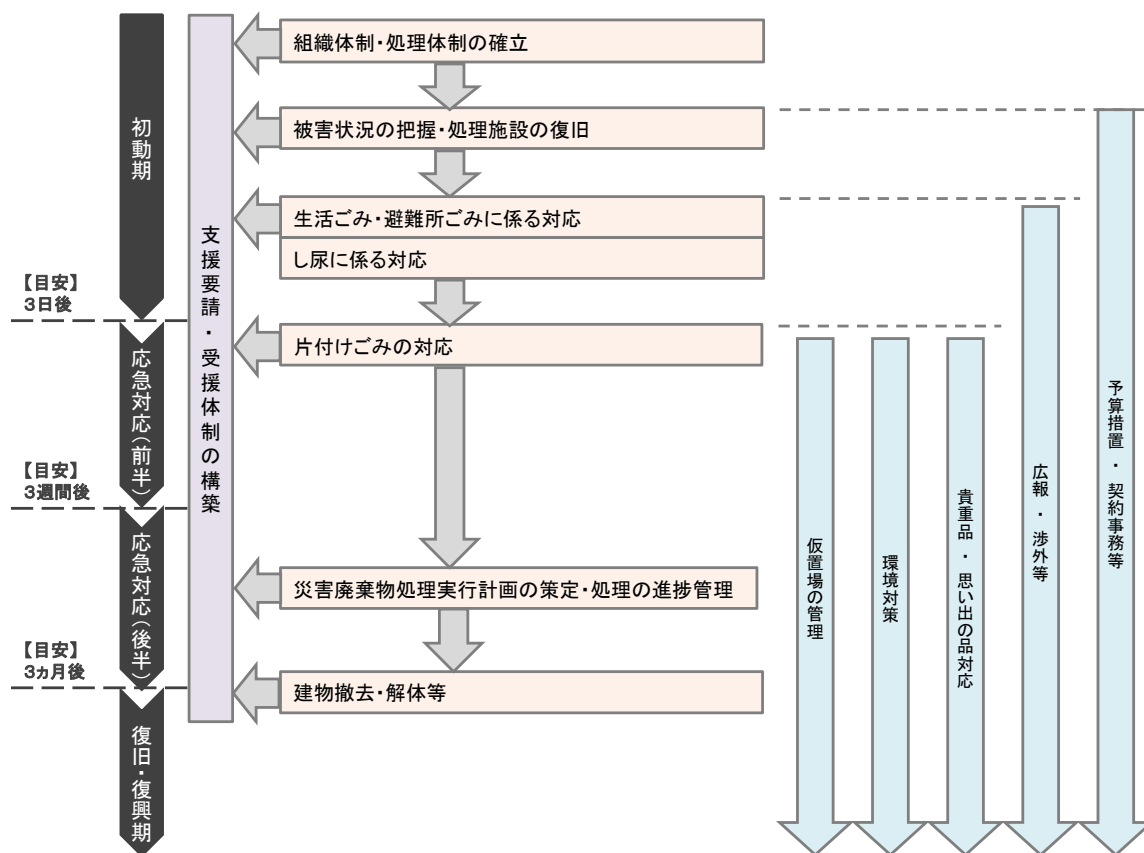 初動期
【目安】
３日後
応急対応（前半）
【目安】
３週間後
応急対応（後半）
【目安】
３ヵ月後
復旧・復興期
支援要請・受援体制の構築
組織体制・処理体制の確立
被害状況の把握・処理施設の復旧
生活ごみ・避難所ごみに係る対応
し尿に係る対応
片付けごみの対応
災害廃棄物処理実行計画の策定・処理の進捗管理
建物撤去・解体等
仮置場の管理
環境対策
貴重品・思い出の品対応
広報・渉外等
予算措置・契約事務等